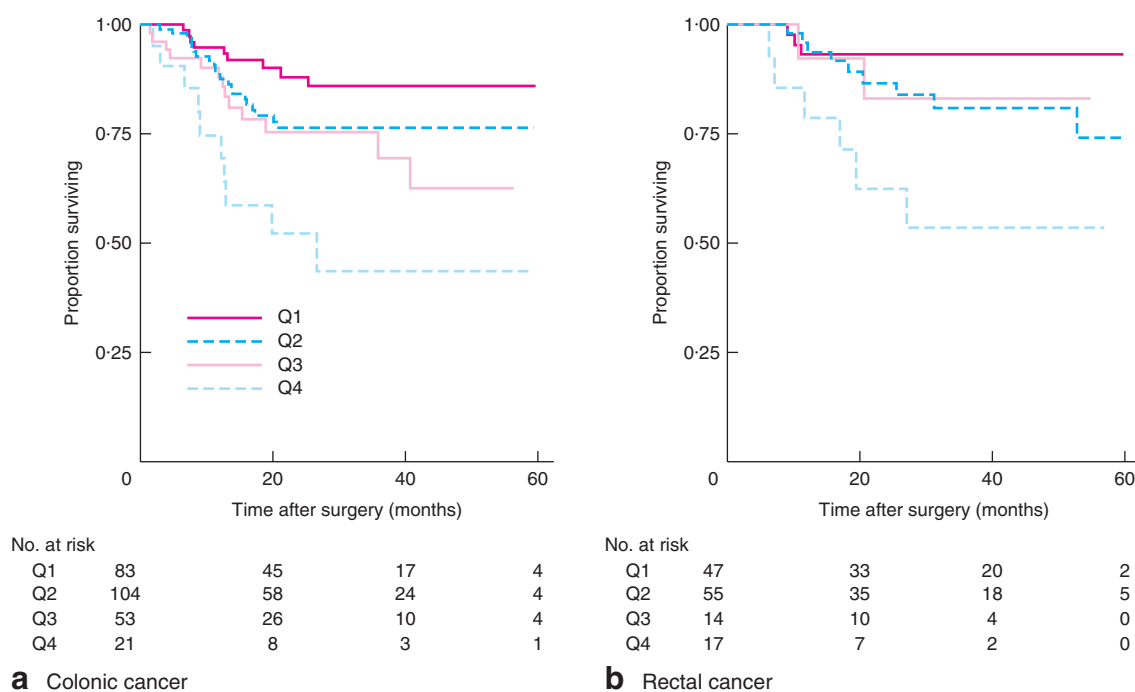 1·00
0·75
0·50
0·25
0
20
40
60
Proportion surviving
Time after surgery (months)
Q1
Q2
Q3
Q4
No. at risk
Q1 83 45 17 4
Q2 104 58 24 4
Q3 53 26 10 4
Q4 21 8 3 1
a Colonic cancer
1·00
0·75
0·50
0·25
0
20
40
60
Proportion surviving
Time after surgery (months)
No. at risk
Q1 47 33 20 2
Q2 55 35 18 5
Q3 14 10 4 0
Q4 17 7 2 0
b Rectal cancer